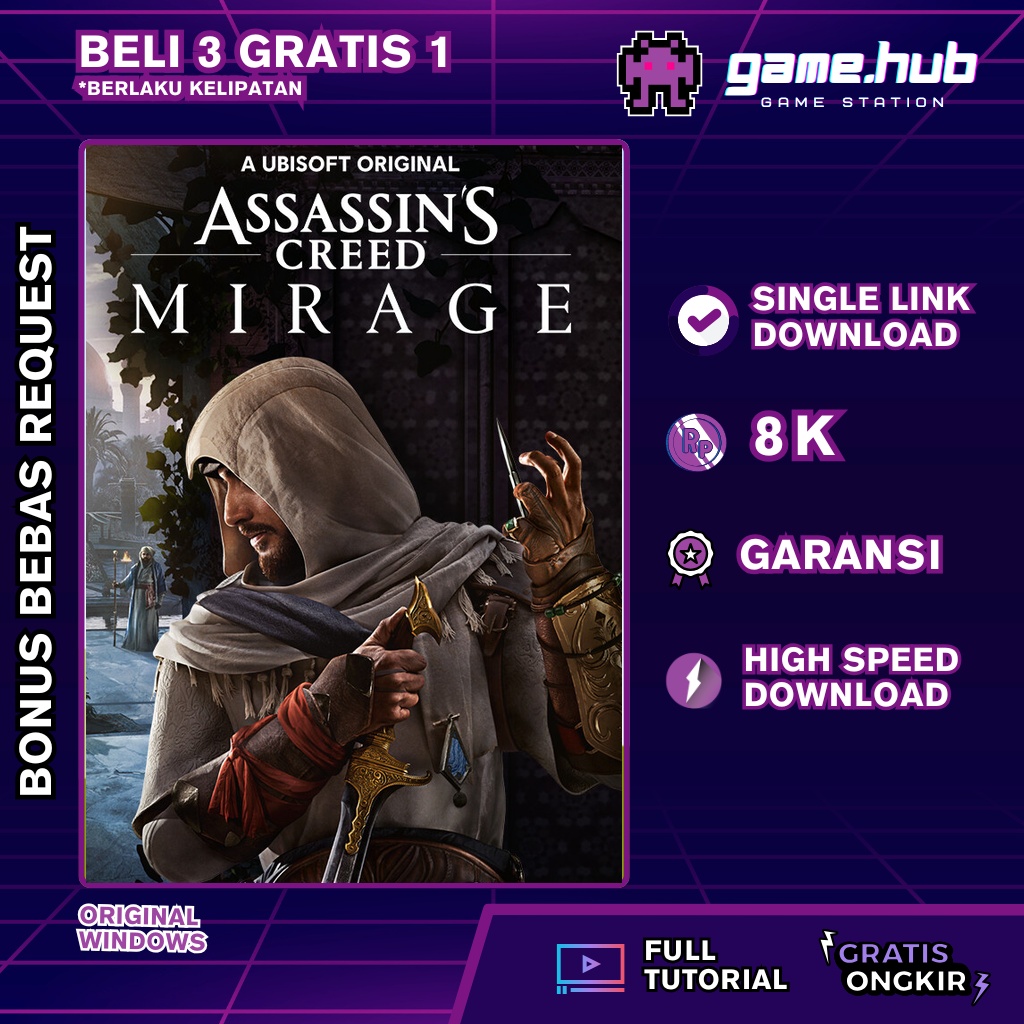 BELI 3 GRATIS 1
*BERLAKU KELIPATAN
game.hub
GAME STATION
A UBISOFT ORIGINAL
ASSASSIN'S
CREED
MIRAGE
BONUS BEBAS REQUEST
SINGLE LINK
DOWNLOAD
Rp
8K
GARANSI
HIGH SPEED
DOWNLOAD
ORIGINAL
WINDOWS
FULL
TUTORIAL
GRATIS
ONGKIR